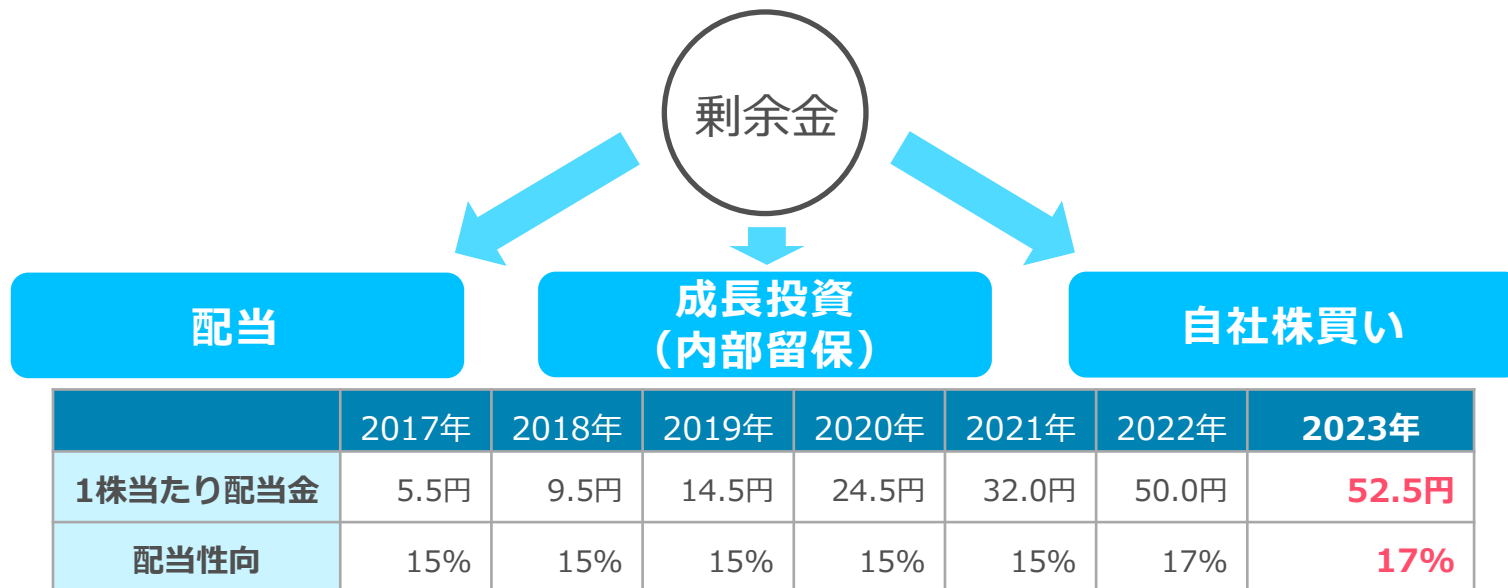 剰余金
配当
成長投資
（内部留保）
自社株買い
2017年 2018年 2019年 2020年 2021年 2022年 2023年
1株当たり配当金 5.5円 9.5円 14.5円 24.5円 32.0円 50.0円 52.5円
配当性向 15% 15% 15% 15% 15% 17% 17%